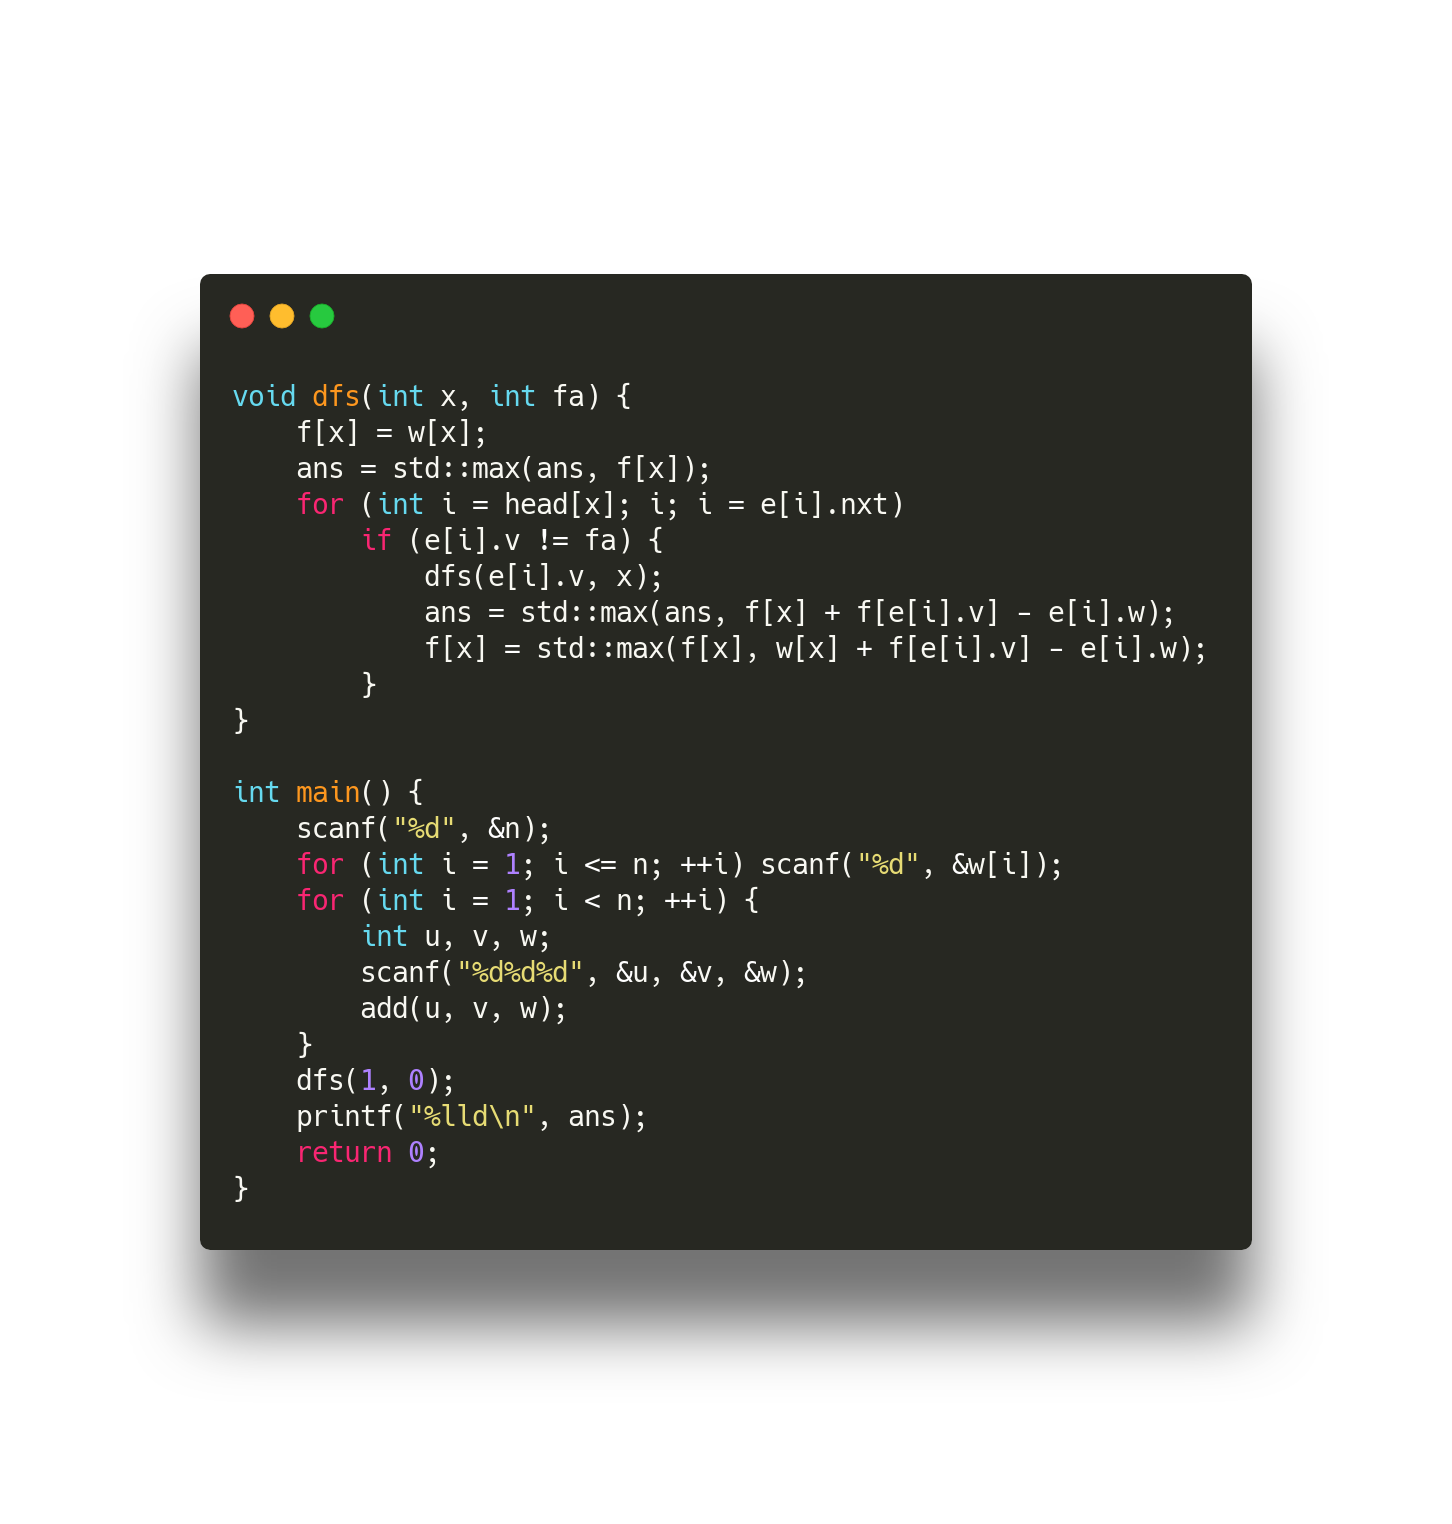 void dfs(int x, int fa) {
    f[x] = w[x];
    ans = std::max(ans, f[x]);
    for (int i = head[x]; i; i = e[i].nxt)
        if (e[i].v != fa) {
            dfs(e[i].v, x);
            ans = std::max(ans, f[x] + f[e[i].v] - e[i].w);
            f[x] = std::max(f[x], w[x] + f[e[i].v] - e[i].w);
        }
}

int main() {
    scanf("%d", &n);
    for (int i = 1; i <= n; ++i) scanf("%d", &w[i]);
    for (int i = 1; i < n; ++i) {
        int u, v, w;
        scanf("%d%d%d", &u, &v, &w);
        add(u, v, w);
    }
    dfs(1, 0);
    printf("%lld\n", ans);
    return 0;
}